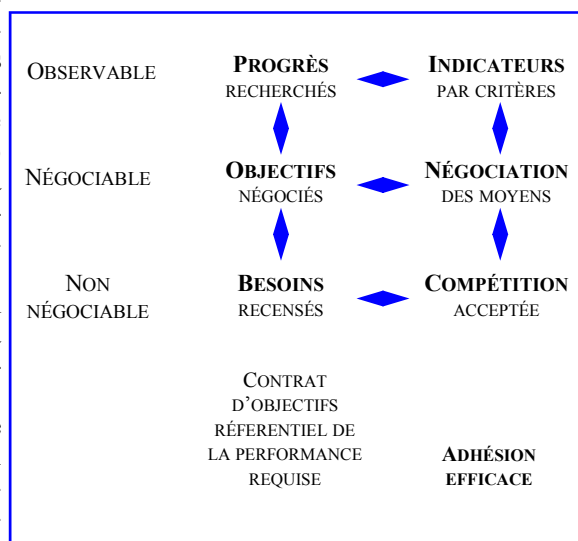 OBSERVABLE
PROGRÈS
RECHERCHÉS
INDICATEURS
PAR CRITÈRES
NÉGOCIABLE
OBJECTIFS
NÉGOCIÉS
NÉGOCIATION
DES MOYENS
NON
NÉGOCIABLE
BESOINS
RECENSÉS
COMPÉTITION
ACCEPTÉE
CONTRAT
D’OBJECTIFS
RÉFERENTIEL DE
LA PERFORMANCE
REQUISE
ADHÉSION
EFFICACE